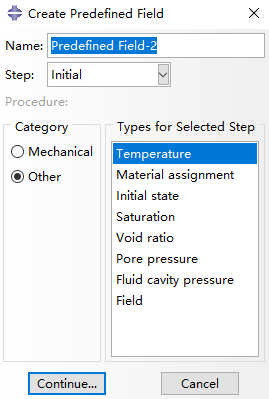 Create Predefined Field
Name: Predefined Field-2
Step: Initial
Procedure:
Category
Mechanical
Other
Types for Selected Step
Temperature
Material assignment
Initial state
Saturation
Void ratio
Pore pressure
Fluid cavity pressure
Field
Continue... Cancel